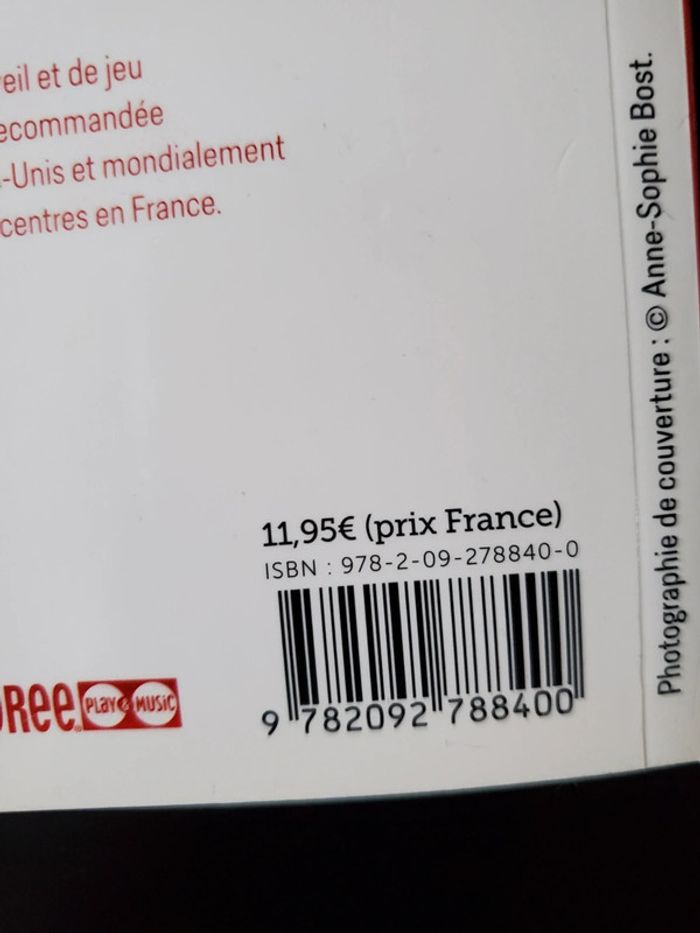 eil et de jeu
ecommandée
-Unis et mondialement
centres en France.
Photographie de couverture : © Anne-Sophie Bost.
11,95€ (prix France)
ISBN : 978-2-09-278840-0
9 782092 788400
OREE PLAY & MUSIC